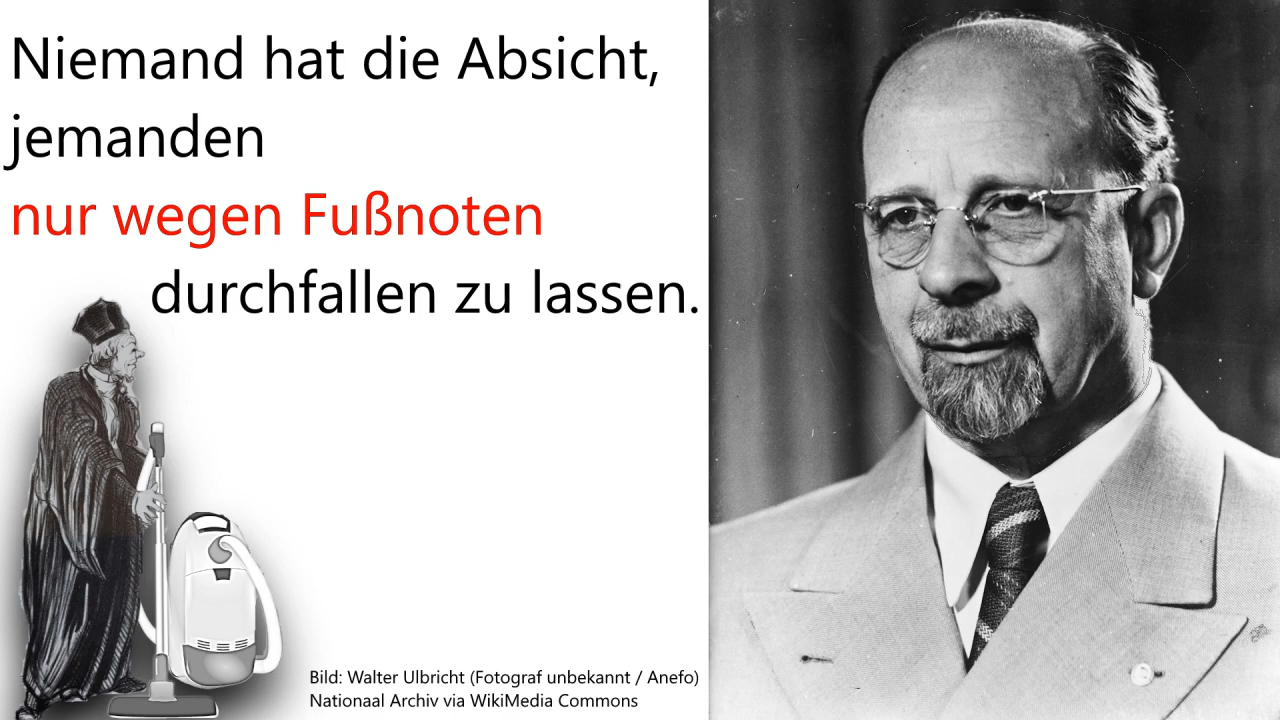 Niemand hat die Absicht,
jemanden
nur wegen Fußnoten
durchfallen zu lassen.
Bild: Walter Ulbricht (Fotograf unbekannt / Anefo)
Nationaal Archiv via WikiMedia Commons